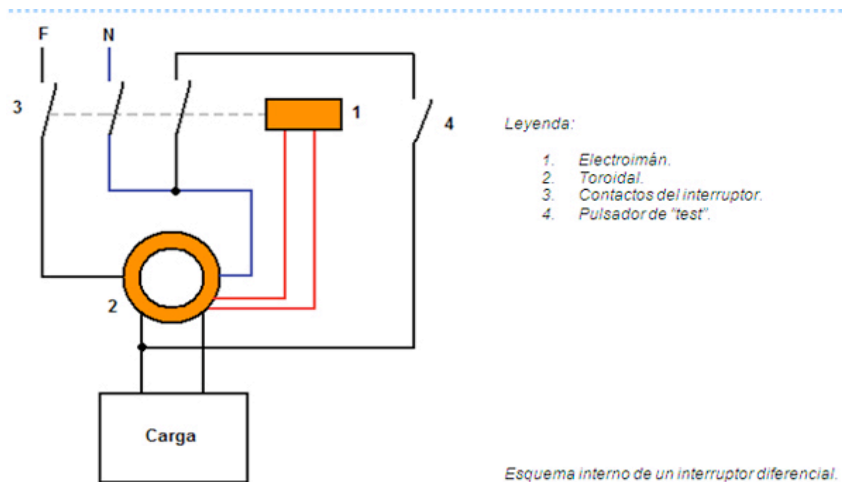 F N
3
1
4
2
Carga
Leyenda:
1. Electroimán.
2. Toroidal.
3. Contactos del interruptor.
4. Pulsador de "test".
Esquema interno de un interruptor diferencial.